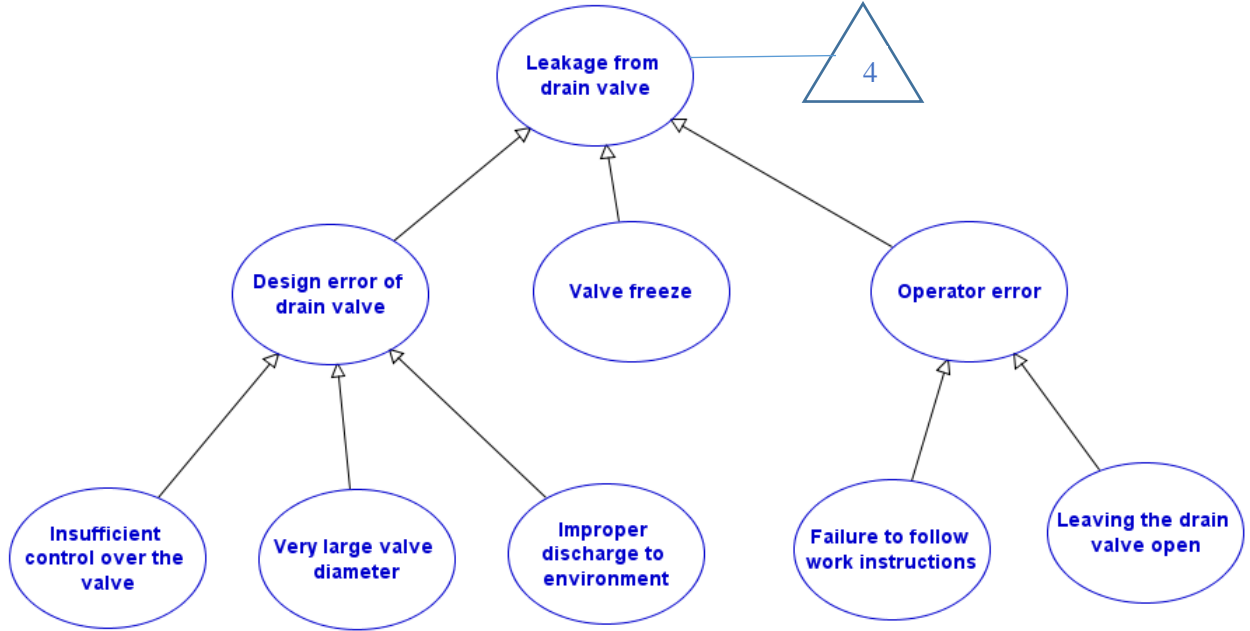 Leakage from
drain valve
4
Design error of
drain valve
Valve freeze
Operator error
Insufficient
control over the
valve
Very large valve
diameter
Improper
discharge to
environment
Failure to follow
work instructions
Leaving the drain
valve open